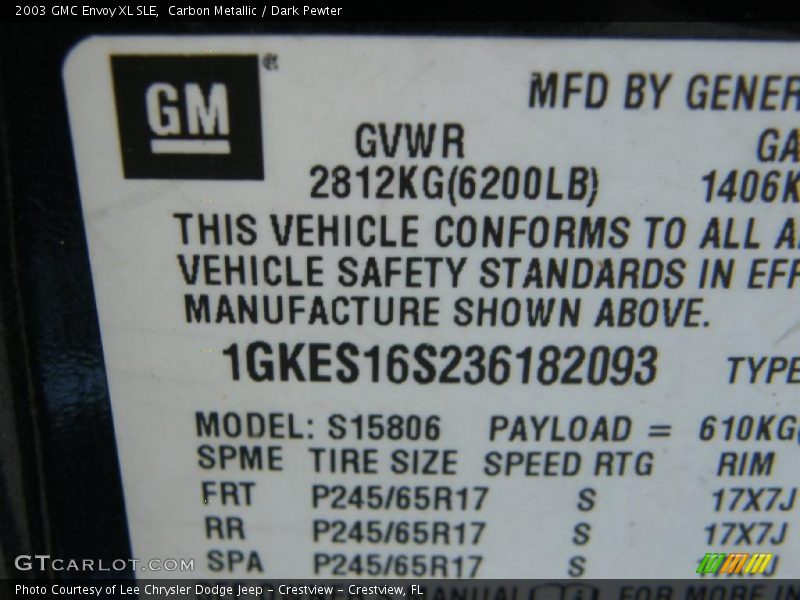 2003 GMC Envoy XL SLE,  Carbon Metallic / Dark Pewter
GM
MFD BY GENER
GVWR GA
2812KG(6200LB) 1406K
THIS VEHICLE CONFORMS TO ALL A
VEHICLE SAFETY STANDARDS IN EFF
MANUFACTURE SHOWN ABOVE.
1GKES16S236182093 TYPE
MODEL: S15806 PAYLOAD = 610KG(
SPME TIRE SIZE SPEED RTG RIM
FRT P245/65R17 S 17X7J
RR P245/65R17 S 17X7J
SPA P245/65R17 S
GTCARLOT.COM
Photo Courtesy of Lee Chrysler Dodge Jeep - Crestview - Crestview, FL